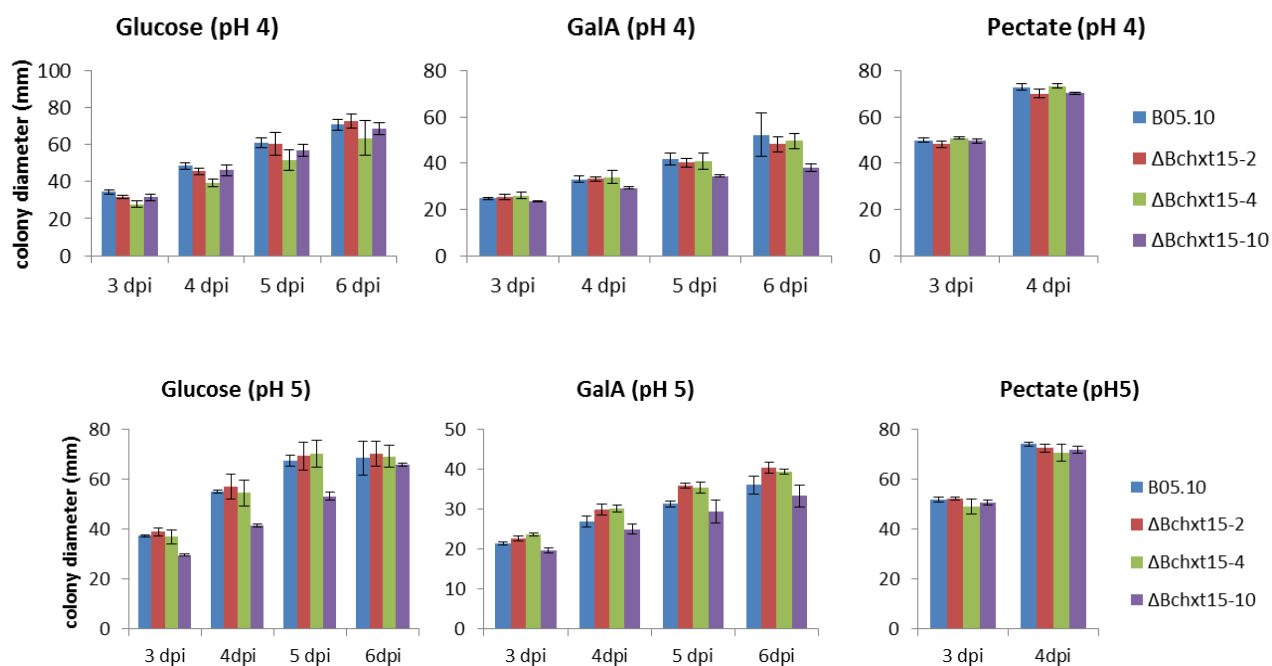 Glucose (pH 4)
colony diameter (mm)
100
80
60
40
20
0
3 dpi 4 dpi 5 dpi 6 dpi
GalA (pH 4)
80
60
40
20
0
3 dpi 4 dpi 5 dpi 6 dpi
Pectate (pH 4)
80
60
40
20
0
3 dpi 4 dpi
B05.10
ΔBchxt15-2
ΔBchxt15-4
ΔBchxt15-10
Glucose (pH 5)
colony diameter (mm)
80
60
40
20
0
3 dpi 4dpi 5 dpi 6dpi
GalA (pH 5)
50
40
30
20
10
0
3 dpi 4dpi 5 dpi 6dpi
Pectate (pH5)
80
60
40
20
0
3 dpi 4dpi
B05.10
ΔBchxt15-2
ΔBchxt15-4
ΔBchxt15-10